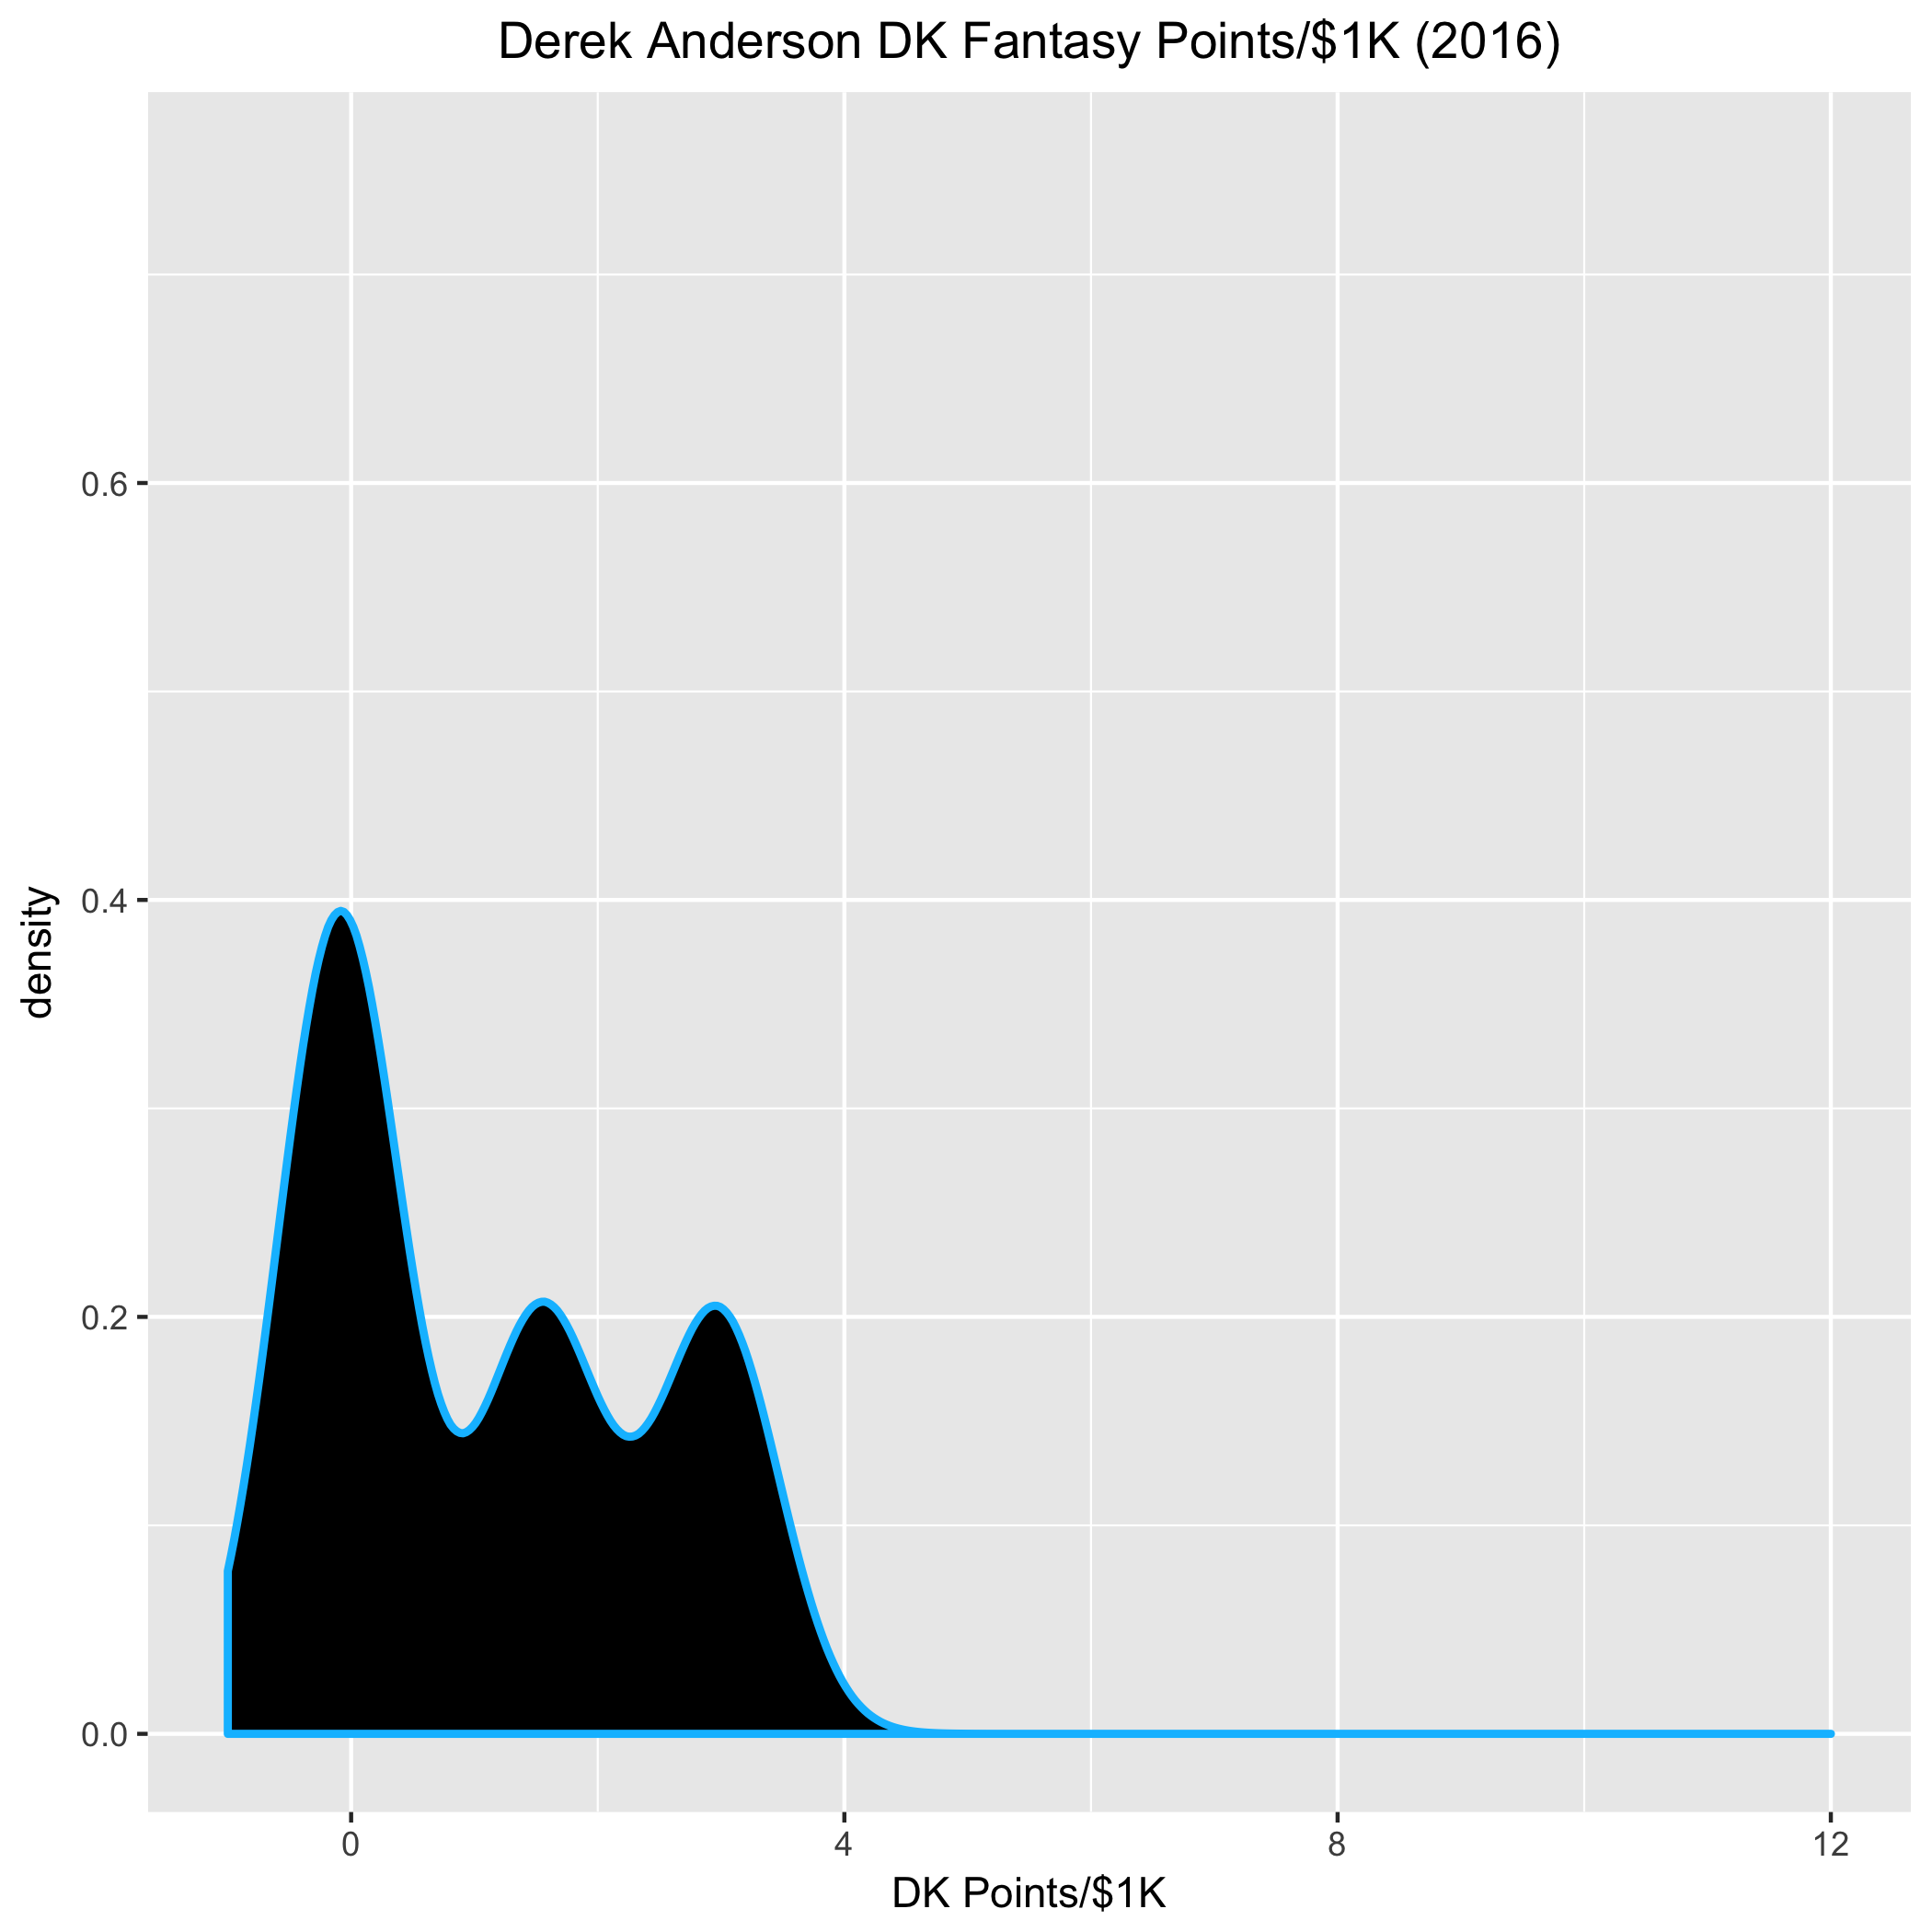 Derek Anderson DK Fantasy Points/$1K (2016)
density
0.6
0.4
0.2
0.0
0 4 8 12
DK Points/$1K